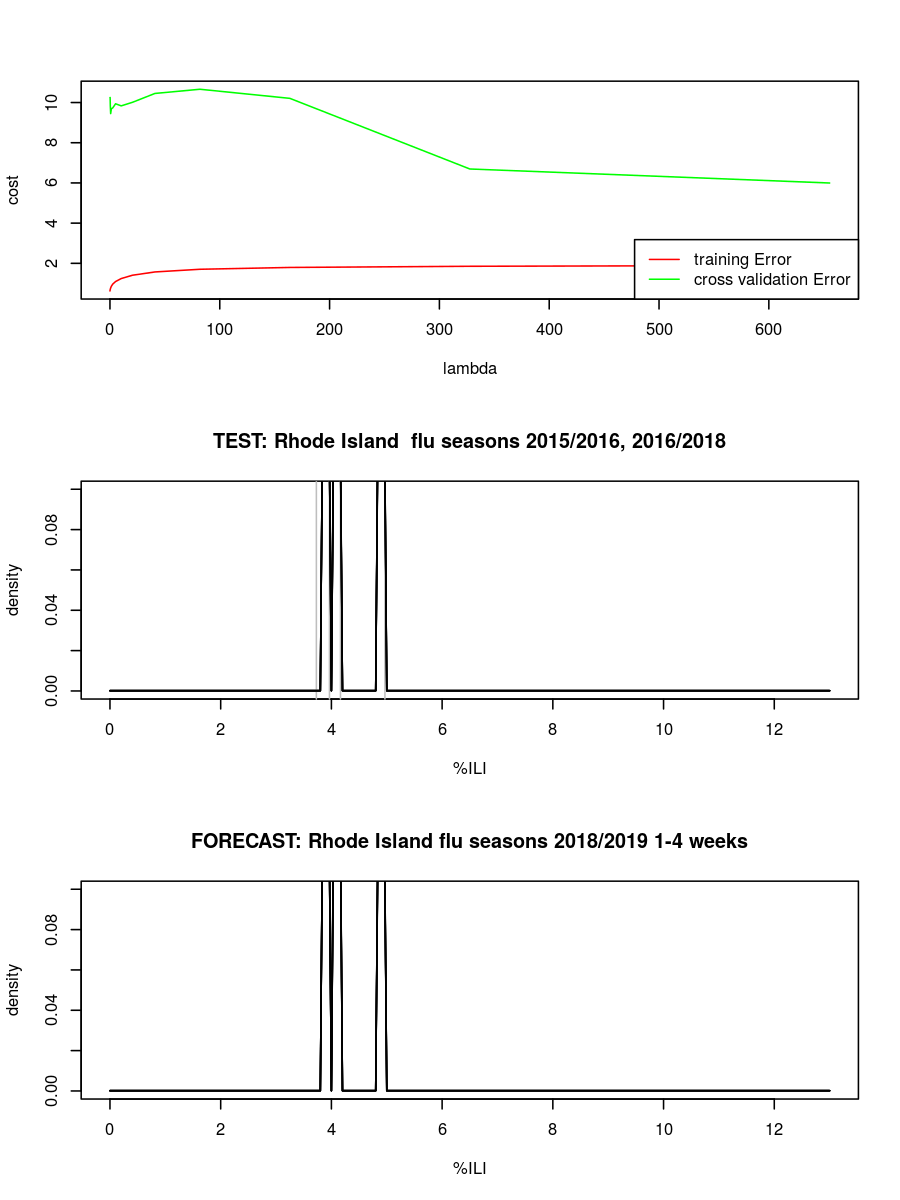 10
8
6
4
2
cost
training Error
cross validation Error
0 100 200 300 400 500 600
lambda
TEST: Rhode Island  flu seasons 2015/2016, 2016/2018
0.08
0.04
0.00
density
0 2 4 6 8 10 12
%ILI
FORECAST: Rhode Island flu seasons 2018/2019 1-4 weeks
0.08
0.04
0.00
density
0 2 4 6 8 10 12
%ILI